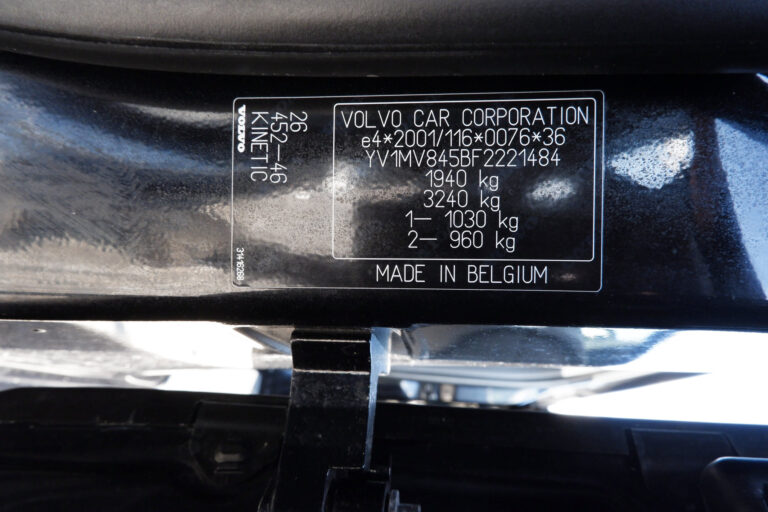 VOLVO
26
452-46
KINETIC
31416268
VOLVO CAR CORPORATION
e4*2001/116*0076*36
YV1MV845BF2221484
1940 kg
3240 kg
1- 1030 kg
2- 960 kg
MADE IN BELGIUM